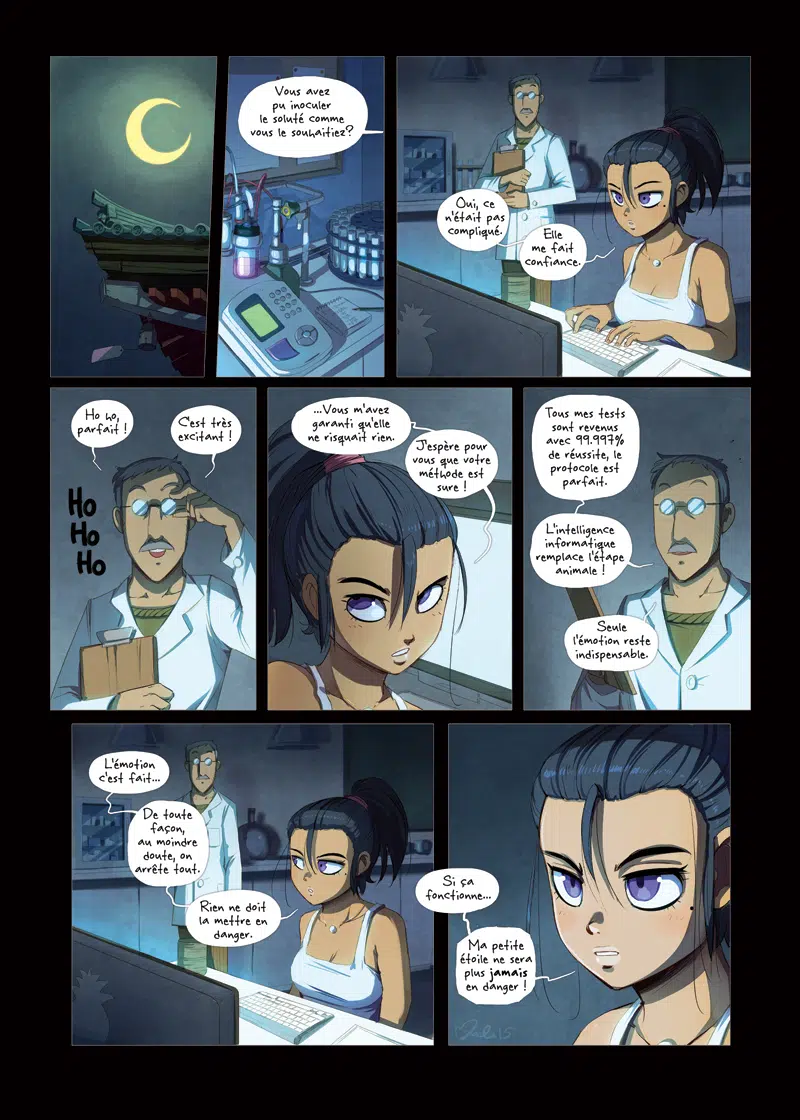 Vous avez
pu inoculer
le soluté comme
vous le souhaitiez?
Oui, ce
n'était pas
compliqué.
Elle
me fait
confiance.
Ho ho,
parfait !
C'est très
excitant !
Ho
Ho
Ho
...Vous m'avez
garanti qu'elle
ne risquait rien.
J'espère pour
vous que votre
méthode est
sure !
Tous mes tests
sont revenus
avec 99.997%
de réussite, le
protocole est
parfait.
L'intelligence
informatique
remplace l'étape
animale !
Seule
l'émotion reste
indispensable.
L'émotion
c'est fait...
De toute
façon,
au moindre
doute, on
arrête tout.
Rien ne doit
la mettre en
danger.
Si ça
fonctionne...
Ma petite
étoile ne sera
plus jamais
en danger !